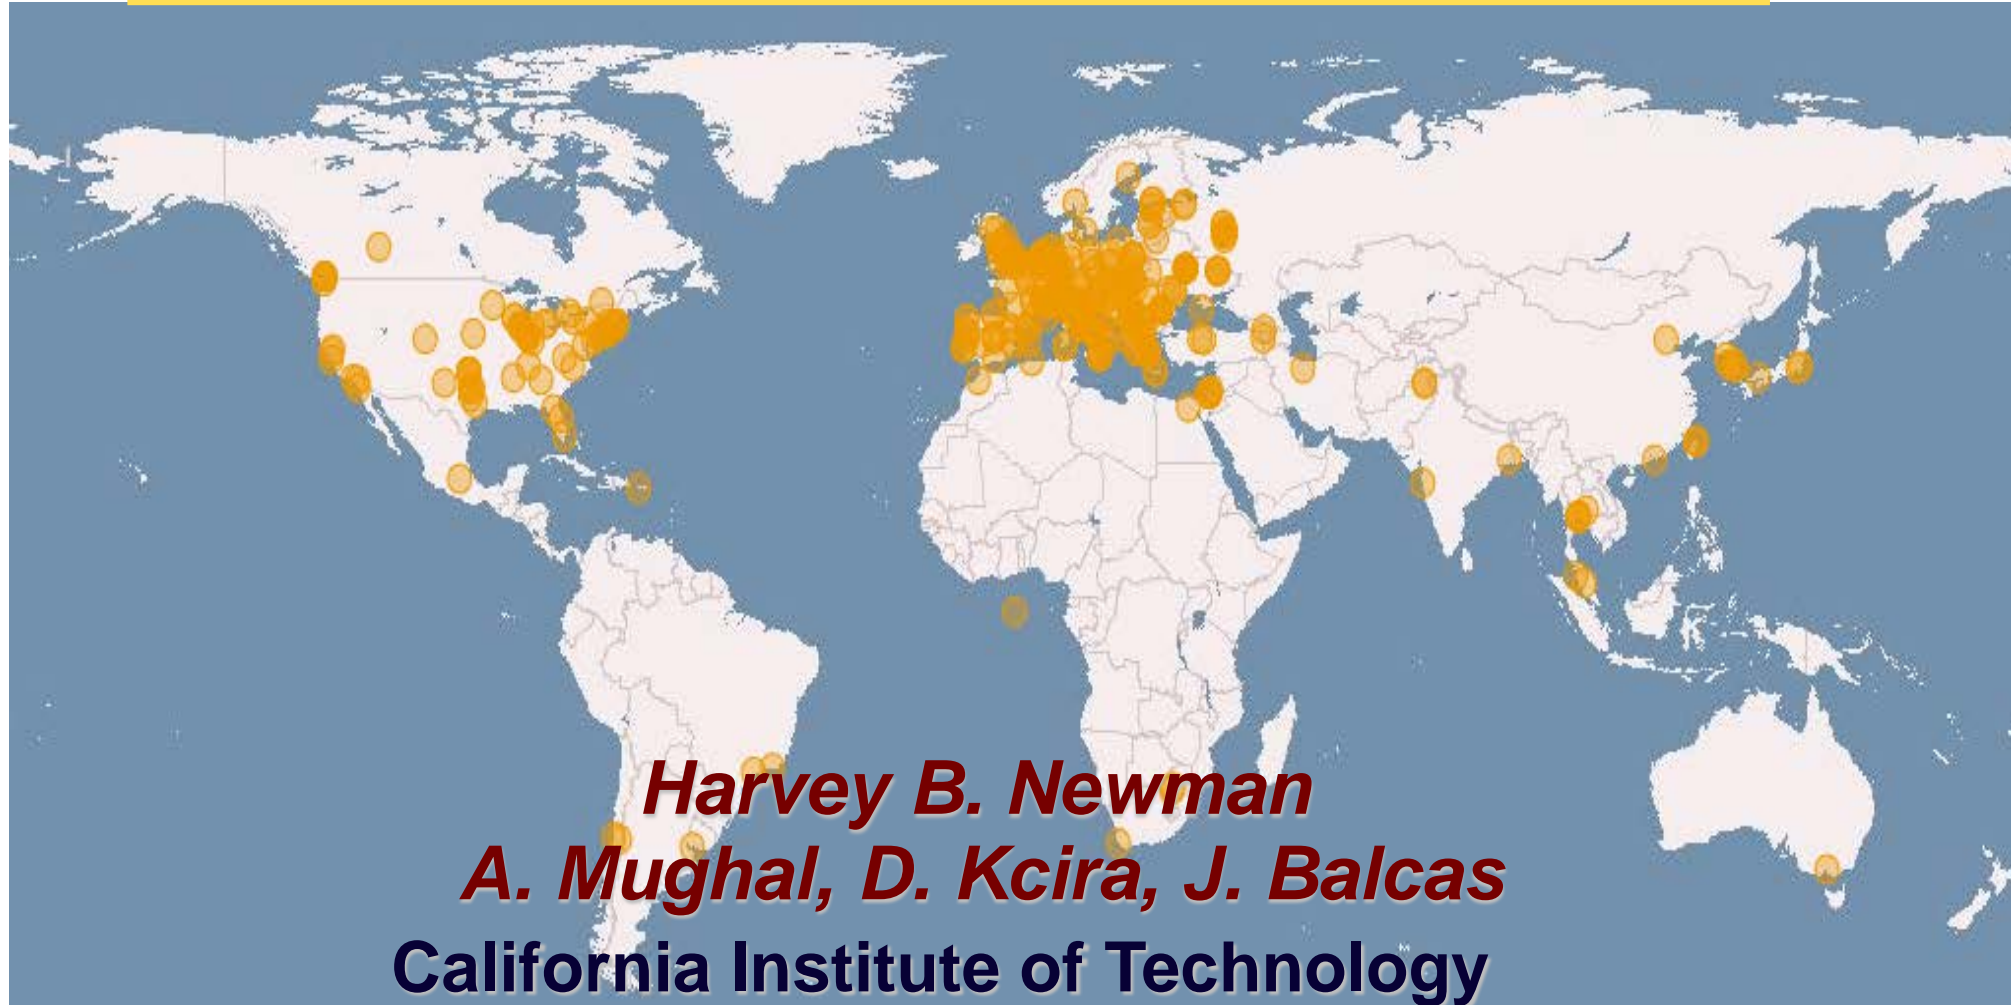 Harvey B. Newman
A. Mughal, D. Kcira, J. Balcas
California Institute of Technology